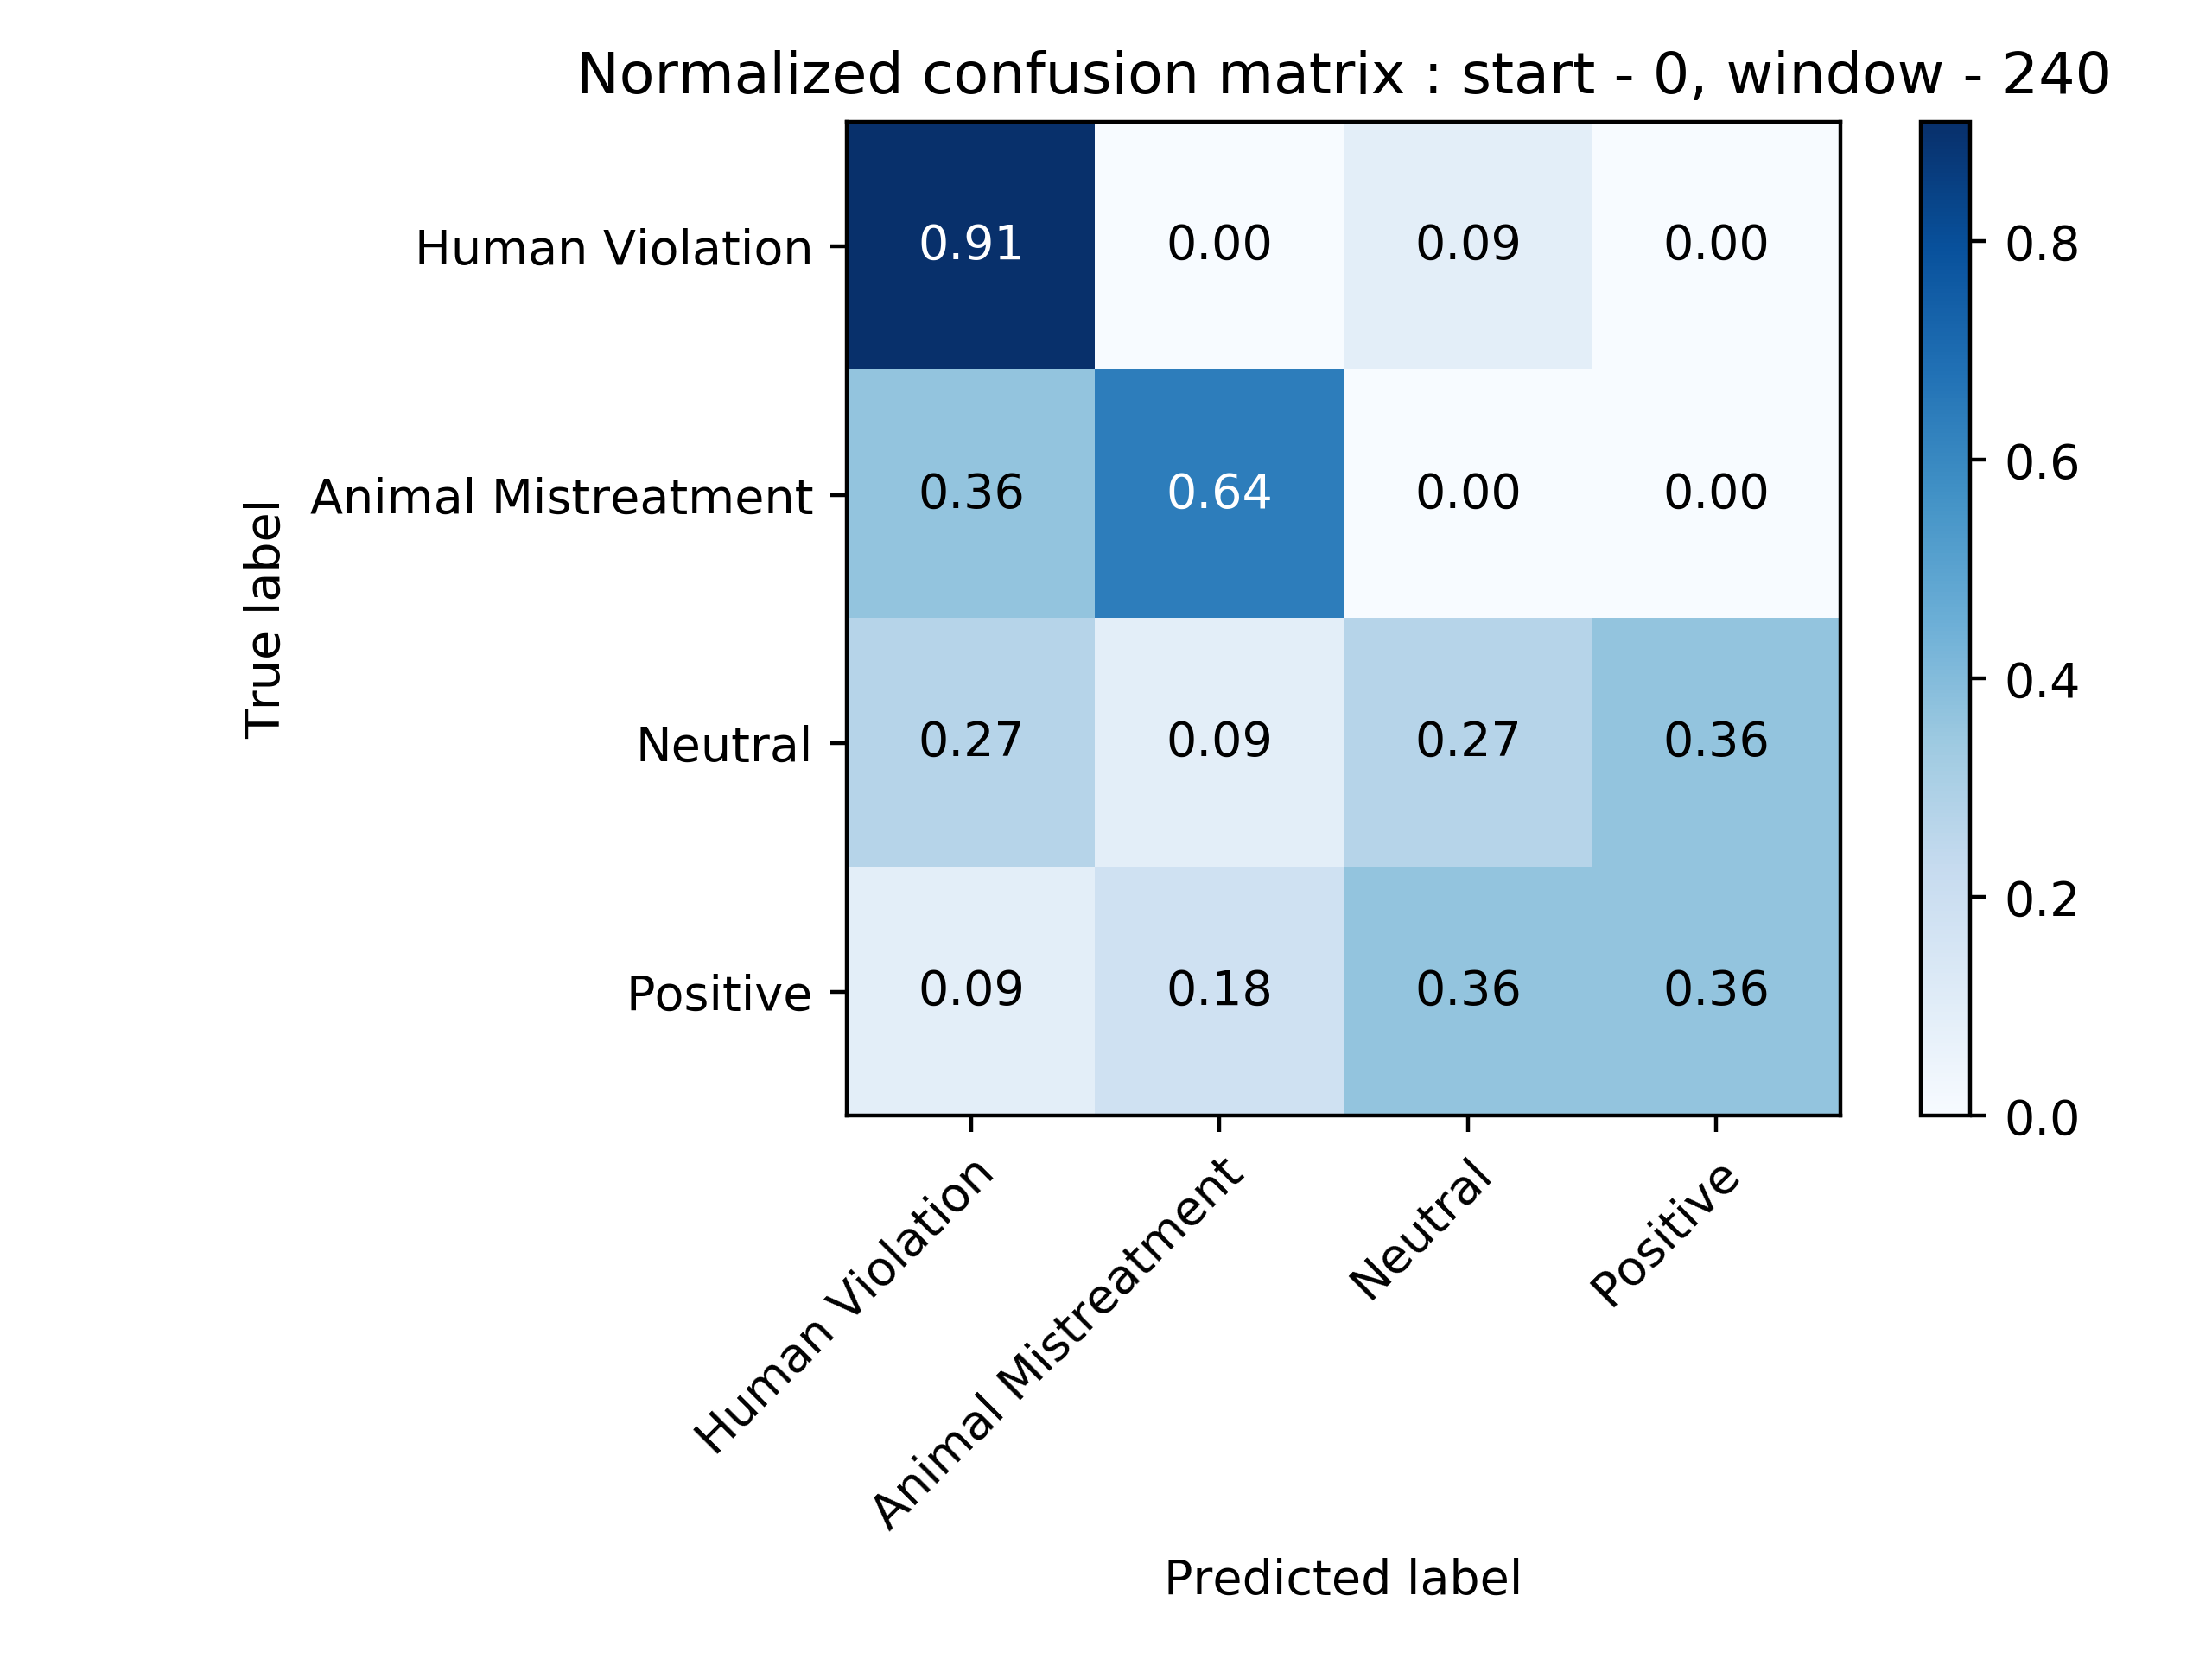 Normalized confusion matrix : start - 0, window - 240
True label
Human Violation
0.91 0.00 0.09 0.00
Animal Mistreatment
0.36 0.64 0.00 0.00
Neutral
0.27 0.09 0.27 0.36
Positive
0.09 0.18 0.36 0.36
Human Violation
Animal Mistreatment
Neutral
Positive
Predicted label
0.8
0.6
0.4
0.2
0.0